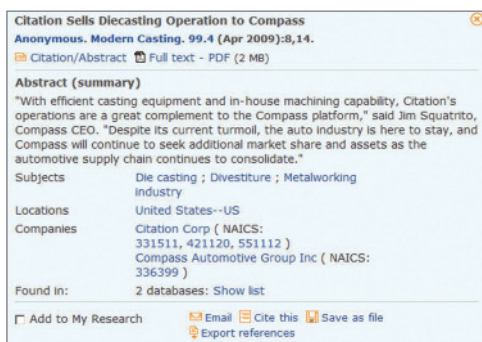 Citation Sells Diecasting Operation to Compass
Anonymous. Modern Casting. 99.4 (Apr 2009):8,14.
Citation/Abstract Full text - PDF (2 MB)
Abstract (summary)
"With efficient casting equipment and in-house machining capability, Citation's
operations are a great complement to the Compass platform," said Jim Squatrito,
Compass CEO. "Despite its current turmoil, the auto industry is here to stay, and
Compass will continue to seek additional market share and assets as the
automotive supply chain continues to consolidate."
Subjects Die casting ; Divestiture ; Metalworking
industry
Locations United States--US
Companies Citation Corp ( NAICS:
331511, 421120, 551112 )
Compass Automotive Group Inc ( NAICS:
336399 )
Found in: 2 databases: Show list
Add to My Research Email Cite this Save as file
Export references